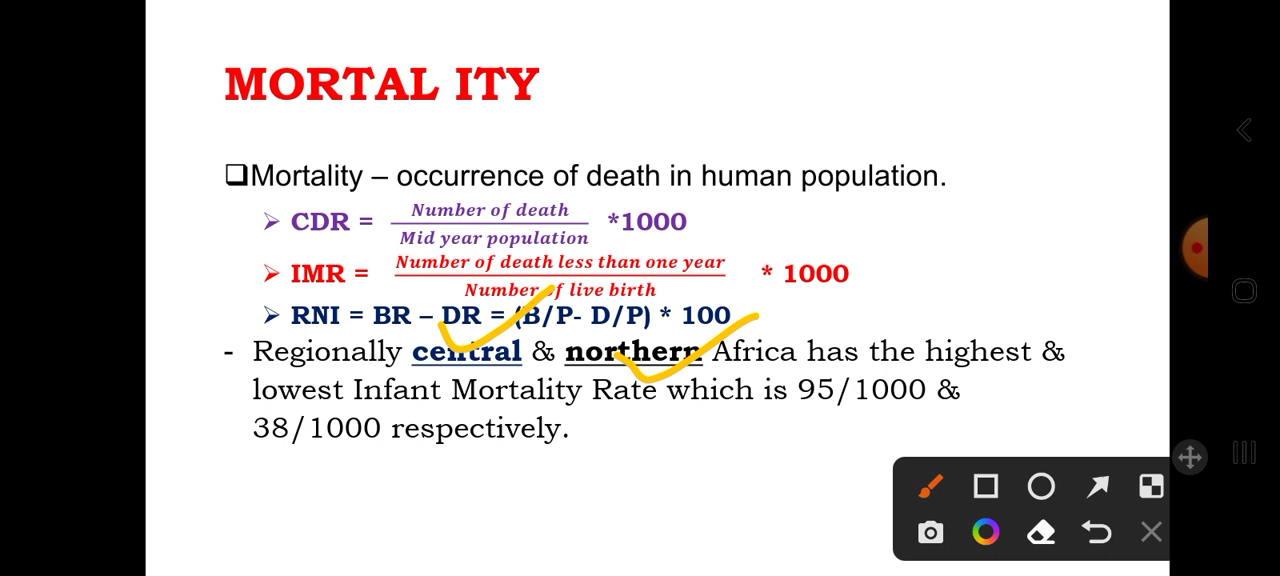 MORTAL ITY
❑Mortality – occurrence of death in human population.
➢ CDR = Number of death / Mid year population *1000
➢ IMR = Number of death less than one year / Number of live birth * 1000
➢ RNI = BR – DR = (B/P- D/P) * 100
- Regionally central & northern Africa has the highest &
lowest Infant Mortality Rate which is 95/1000 &
38/1000 respectively.